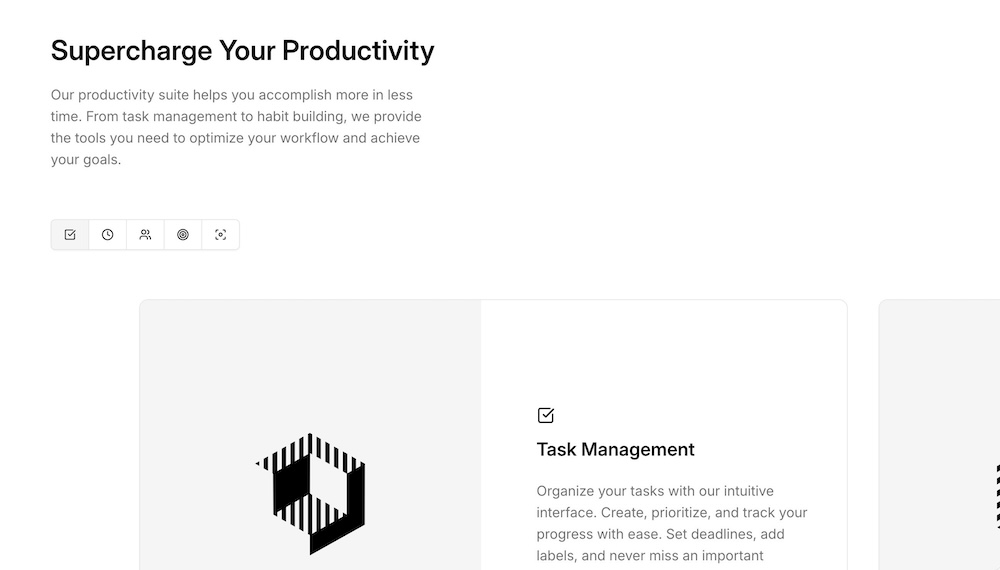 Supercharge Your Productivity
Our productivity suite helps you accomplish more in less
time. From task management to habit building, we provide
the tools you need to optimize your workflow and achieve
your goals.
Task Management
Organize your tasks with our intuitive
interface. Create, prioritize, and track your
progress with ease. Set deadlines, add
labels, and never miss an important